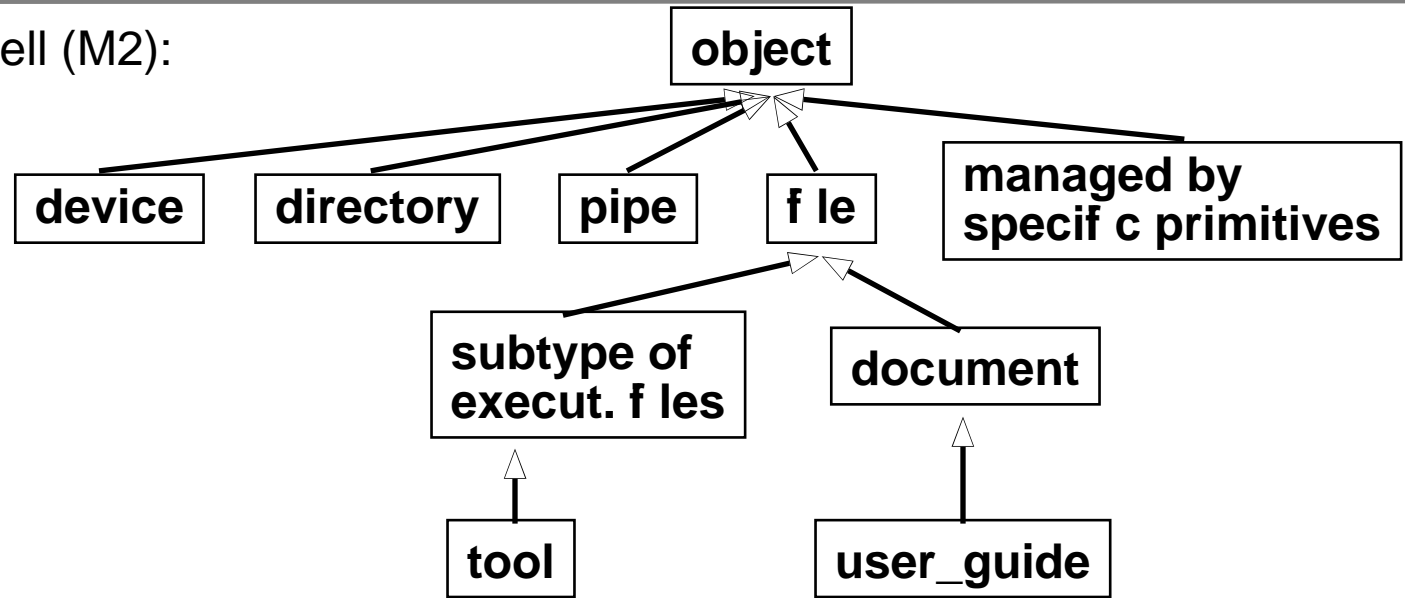 ell (M2):
object
device
directory
pipe
f le
managed by
specif c primitives
subtype of
execut. f les
document
tool
user_guide